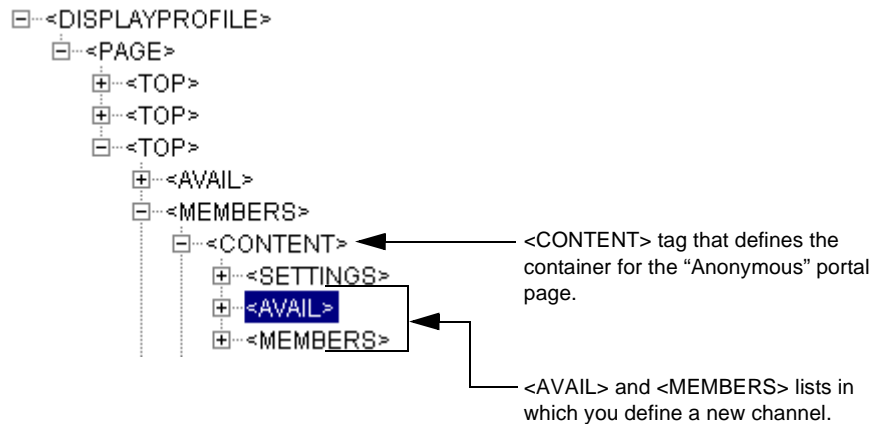 <DISPLAYPROFILE>
<PAGE>
<TOP>
<TOP>
<TOP>
<AVAIL>
<MEMBERS>
<CONTENT>
<SETTINGS>
<AVAIL>
<MEMBERS>
<CONTENT> tag that defines the
container for the “Anonymous” portal
page.
<AVAIL> and <MEMBERS> lists in
which you define a new channel.